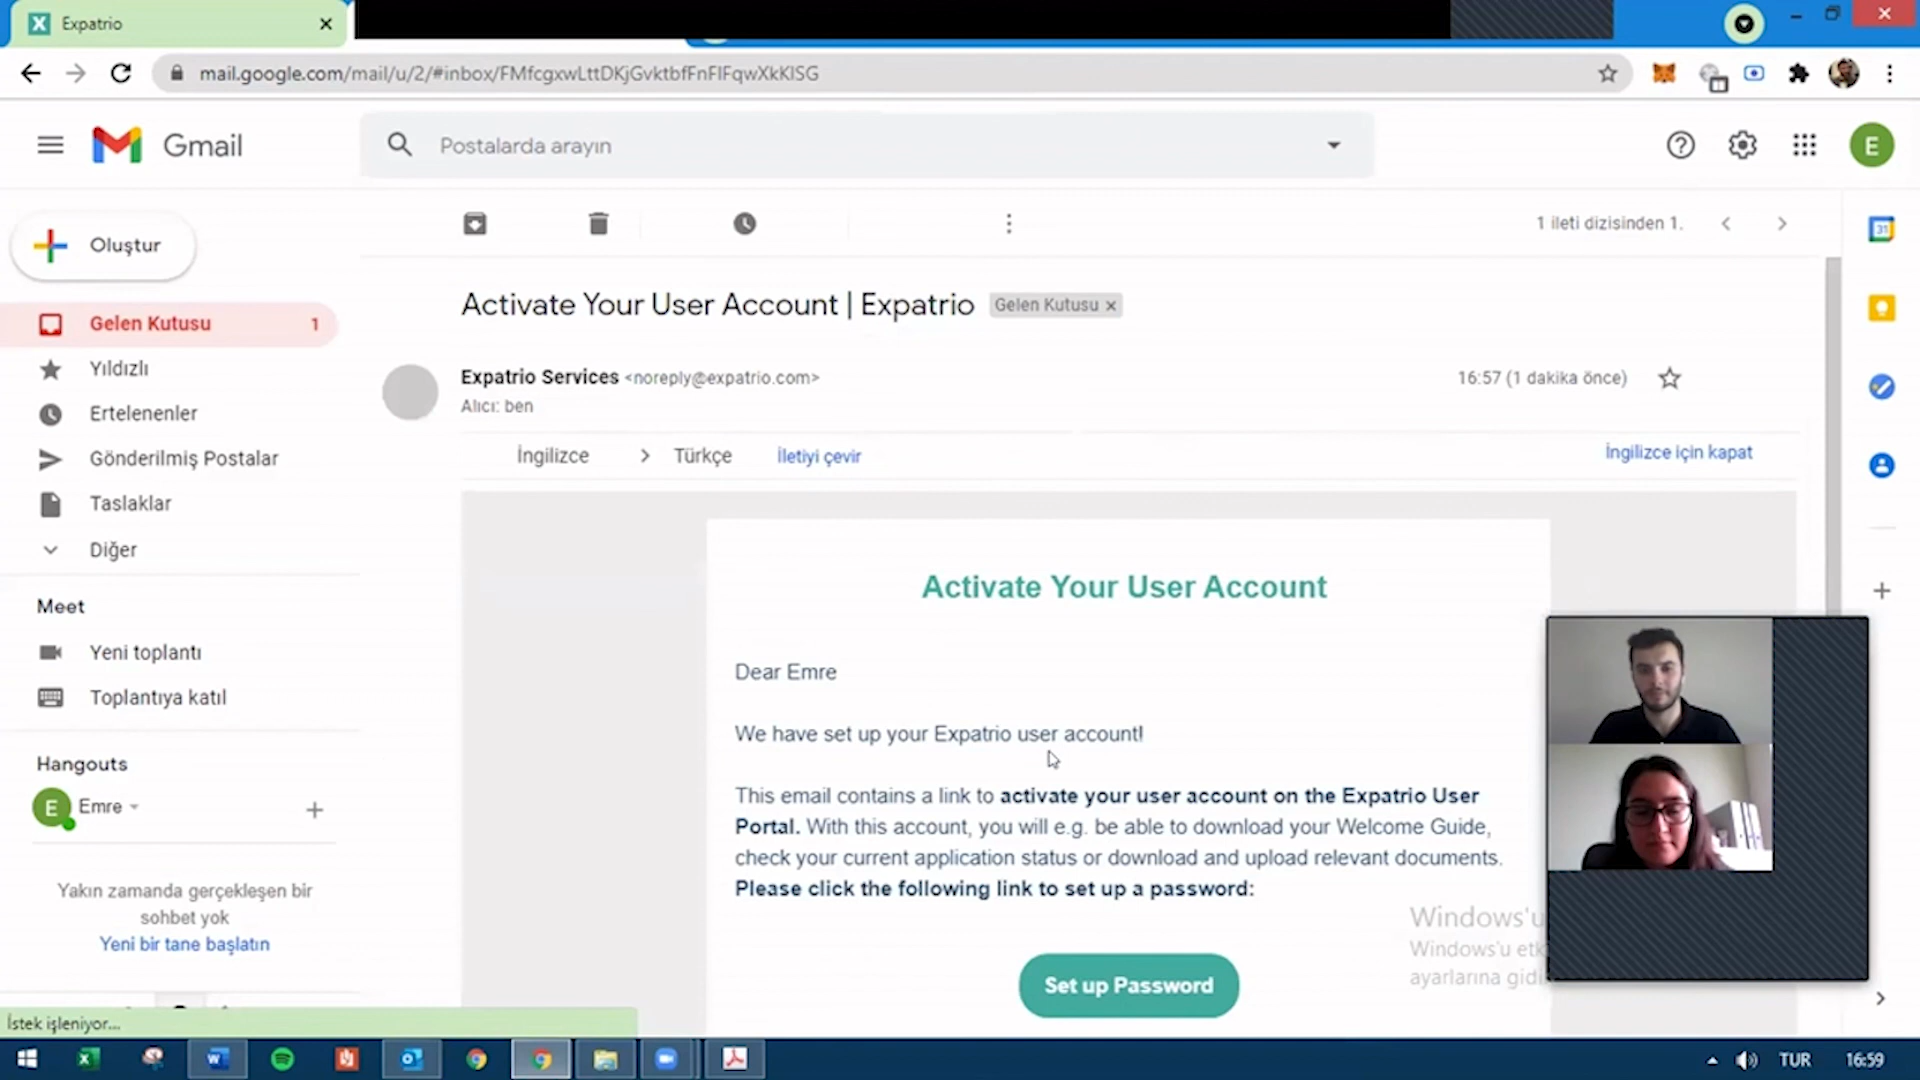 Expatrio
mail.google.com/mail/u/2/#inbox/FMfcgxwLttDKjGvktbfFnFlFqwXkKlSG
Gmail
Postalarda arayın
E
Oluştur
1 ileti dizisinden 1.
31
Gelen Kutusu 1
Yıldızlı
Ertelenenler
Gönderilmiş Postalar
Taslaklar
Diğer
Meet
Yeni toplantı
Toplantıya katıl
Hangouts
E Emre
Yakın zamanda gerçekleşen bir
sohbet yok
Yeni bir tane başlatın
İstek işleniyor...
Activate Your User Account | Expatrio Gelen Kutusu
Expatrio Services <noreply@expatrio.com> 16:57 (1 dakika önce)
Alıcı: ben
İngilizce > Türkçe İletiyi çevir İngilizce için kapat
Activate Your User Account
Dear Emre
We have set up your Expatrio user account!
This email contains a link to activate your user account on the Expatrio User
Portal. With this account, you will e.g. be able to download your Welcome Guide,
check your current application status or download and upload relevant documents.
Please click the following link to set up a password:
Set up Password
Windows'u
Windows'u etki
ayarlarına gidi
TUR 16:59